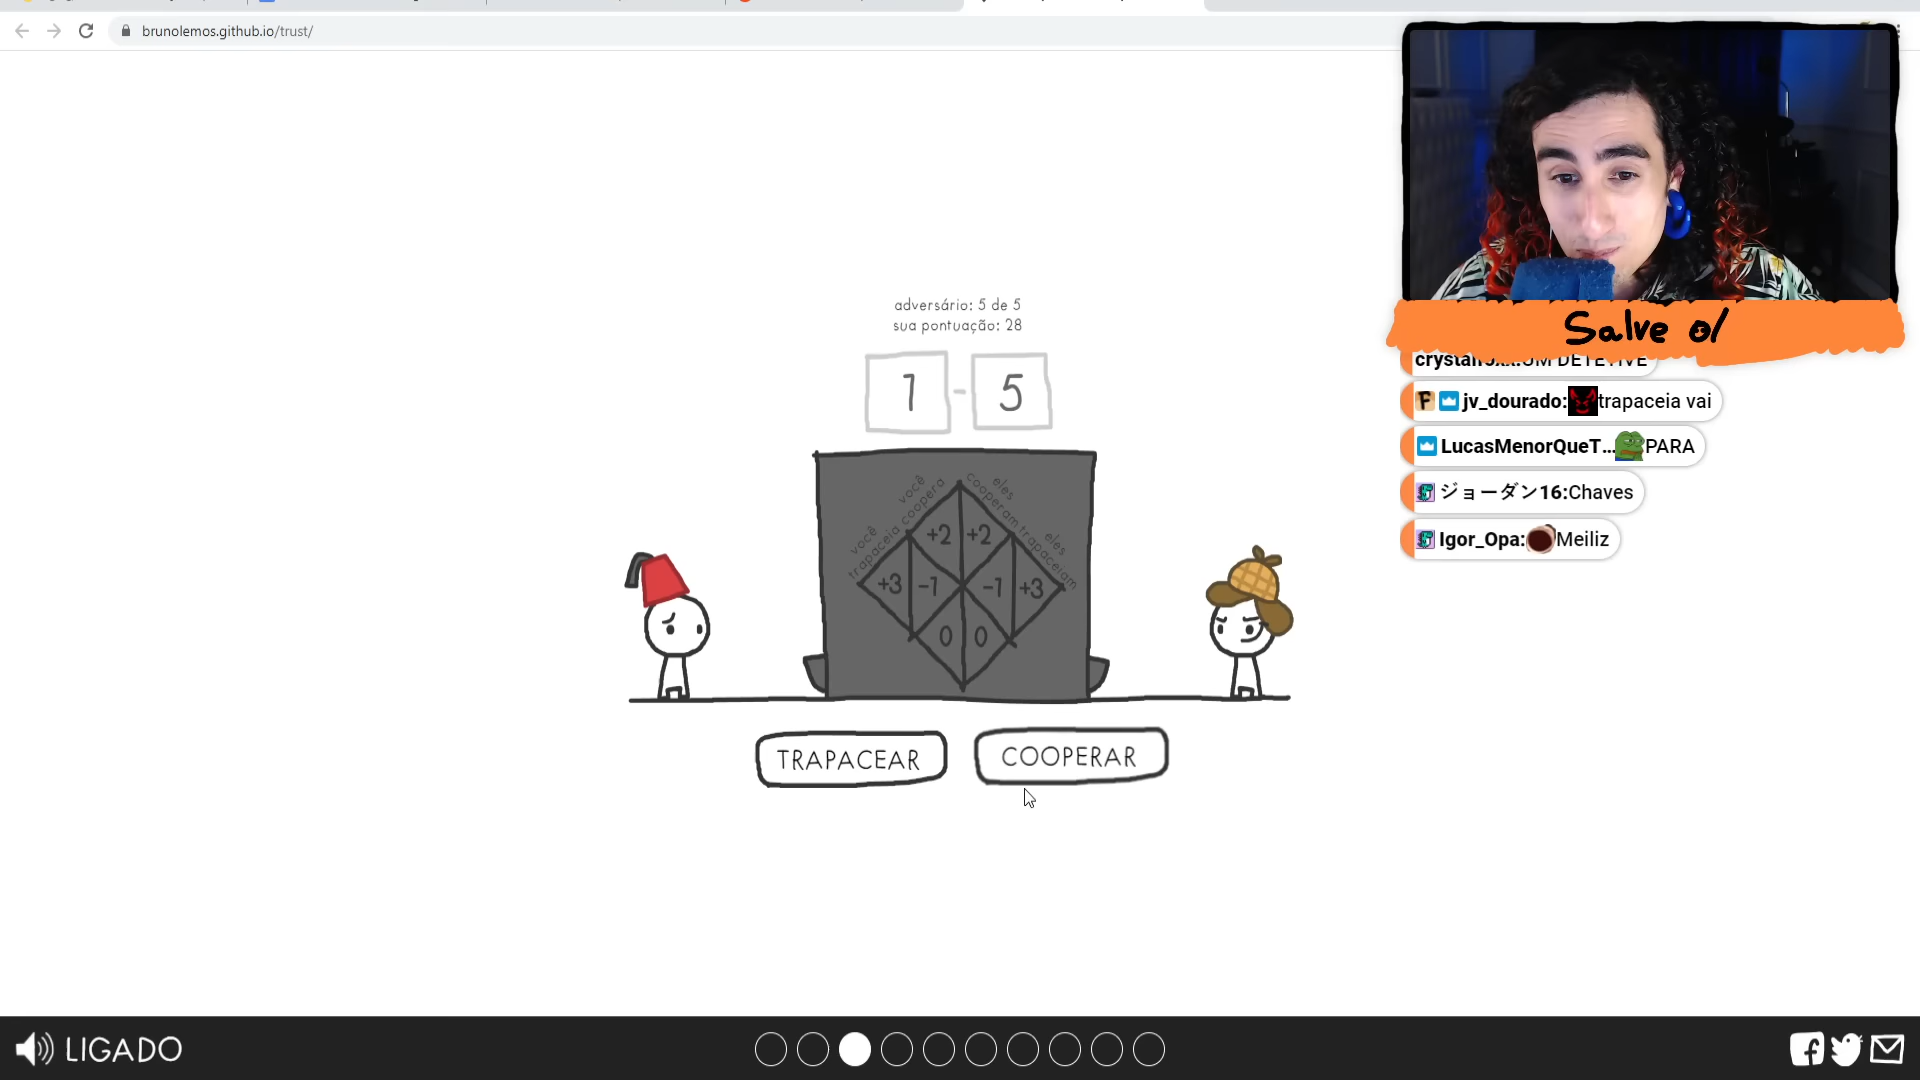 brunolemos.github.io/trust/
adversário: 5 de 5
sua pontuação: 28
1 - 5
você trapaceia
você coopera
eles cooperam
eles trapaceiam
+2 +2
+3 -1 -1 +3
0 0
TRAPACEAR
COOPERAR
Salve o/
jv_dourado: trapaceia vai
LucasMenorQueT... PARA
ジョーダン16:Chaves
Igor_Opa: Meiliz
LIGADO